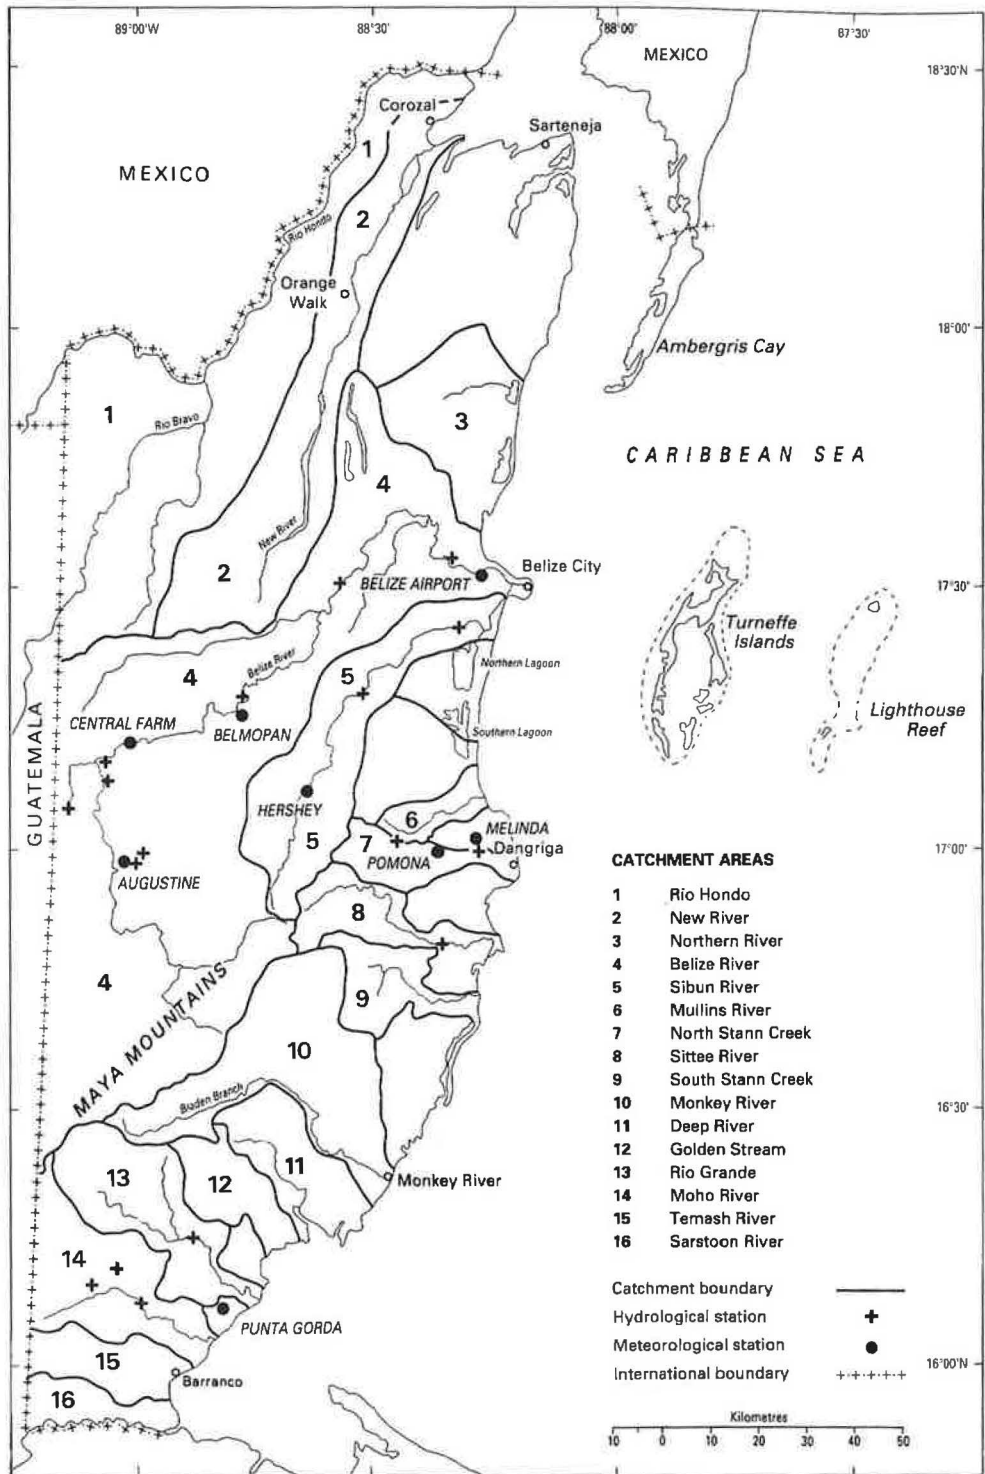 89°00'W
88°30'
88°00'
87°30'
MEXICO
18°30'N
Corozal
Sarteneja
1
MEXICO
2
Rio Hondo
Orange
Walk
18°00'
Ambergris Cay
1
3
Rio Bravo
CARIBBEAN SEA
4
New River
2
Belize City
BELIZE AIRPORT
17°30'
Turneffe
Islands
Northern Lagoon
Belize River
5
4
Lighthouse
Reef
CENTRAL FARM
BELMOPAN
Southern Lagoon
GUATEMALA
HERSHEY
6
MELINDA
5
7
Dangriga
POMONA
17°00'
AUGUSTINE
8
4
9
MAYA MOUNTAINS
10
Bladen Branch
16°30'
11
13
12
Monkey River
14
PUNTA GORDA
15
Barranco
16°00'N
16
CATCHMENT AREAS
1 Rio Hondo
2 New River
3 Northern River
4 Belize River
5 Sibun River
6 Mullins River
7 North Stann Creek
8 Sittee River
9 South Stann Creek
10 Monkey River
11 Deep River
12 Golden Stream
13 Rio Grande
14 Moho River
15 Temash River
16 Sarstoon River
Catchment boundary
Hydrological station
Meteorological station
International boundary
Kilometres
10 0 10 20 30 40 50